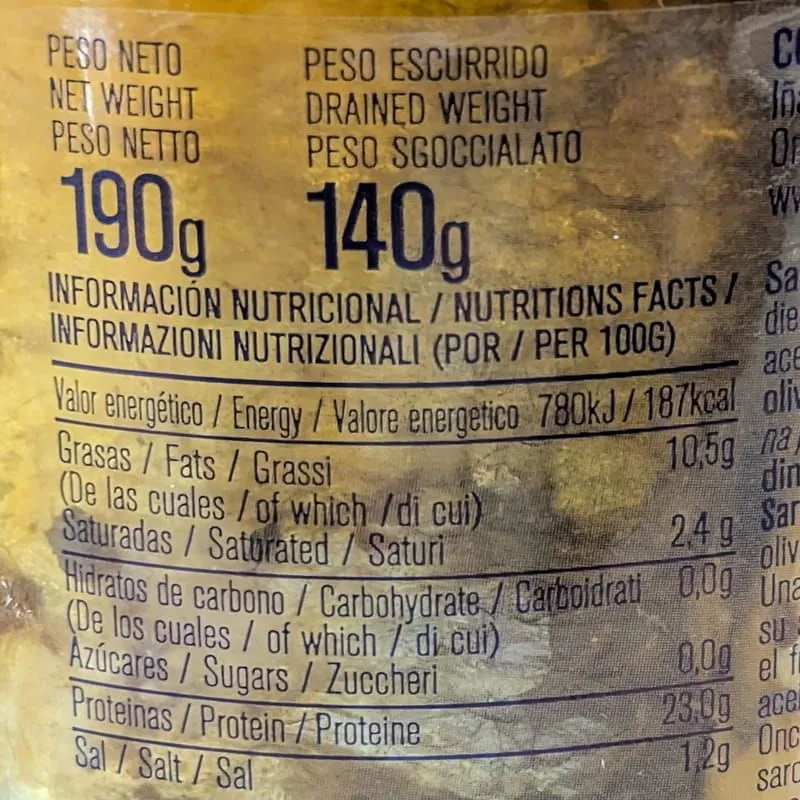 PESO NETO
NET WEIGHT
PESO NETTO
190g
PESO ESCURRIDO
DRAINED WEIGHT
PESO SGOCCIALATO
140g
INFORMACIÓN NUTRICIONAL / NUTRITIONS FACTS /
INFORMAZIONI NUTRIZIONALI (POR / PER 100G)
Valor energético / Energy / Valore energetico 780kJ / 187kcal
Grasas / Fats / Grassi 10,5g
(De las cuales / of which / di cui)
Saturadas / Saturated / Saturi 2,4 g
Hidratos de carbono / Carbohydrate / Carboidrati 0,0g
(De los cuales / of which / di cui)
Azúcares / Sugars / Zuccheri 0,0g
Proteinas / Protein / Proteine 23,0g
Sal / Salt / Sal 1,2g